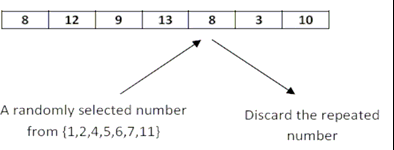 8 12 9 13 8 3 10
A randomly selected number
from {1,2,4,5,6,7,11}
Discard the repeated
number